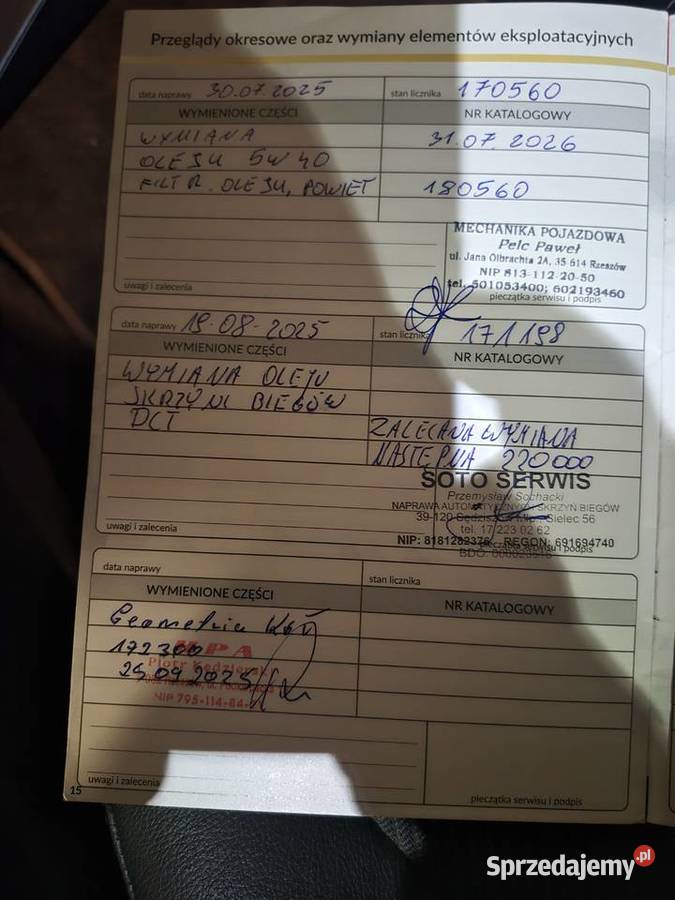 Przeglądy okresowe oraz wymiany elementów eksploatacyjnych
data naprawy 30.07.2025 stan licznika 170560
WYMIENIONE CZĘŚCI NR KATALOGOWY
WYMIANA 31.07.2026
OLEJU 5W40
FILTR. OLEJU, POWIET 180560
MECHANIKA POJAZDOWA
Pelc Paweł
ul. Jana Olbrachta 2A, 35 614 Rzeszów
NIP 813-112-20-50
tel. 501053400; 602193460
uwagi i zalecenia pieczątka serwisu i podpis
data naprawy 19.08.2025 stan licznika 171198
WYMIENIONE CZĘŚCI NR KATALOGOWY
WYMIANA OLEJU
SKRZYNI BIEGÓW
DCT ZALECANA WYMIANA
NASTĘPNA 220000
SOTO SERWIS
Przemysław Sochacki
NAPRAWA AUTOMATYCZNYCH SKRZYŃ BIEGÓW
39-120 Sielec 56
tel. 17 223 02 62
NIP: 8181282376 REGON: 691694740
uwagi i zalecenia pieczątka serwisu i podpis
BDO:
data naprawy stan licznika
WYMIENIONE CZĘŚCI NR KATALOGOWY
Geometria Kół
172300
Piotr
25.09.2025
NIP 795-114-84
uwagi i zalecenia pieczątka serwisu i podpis
15
Sprzedajemy.pl